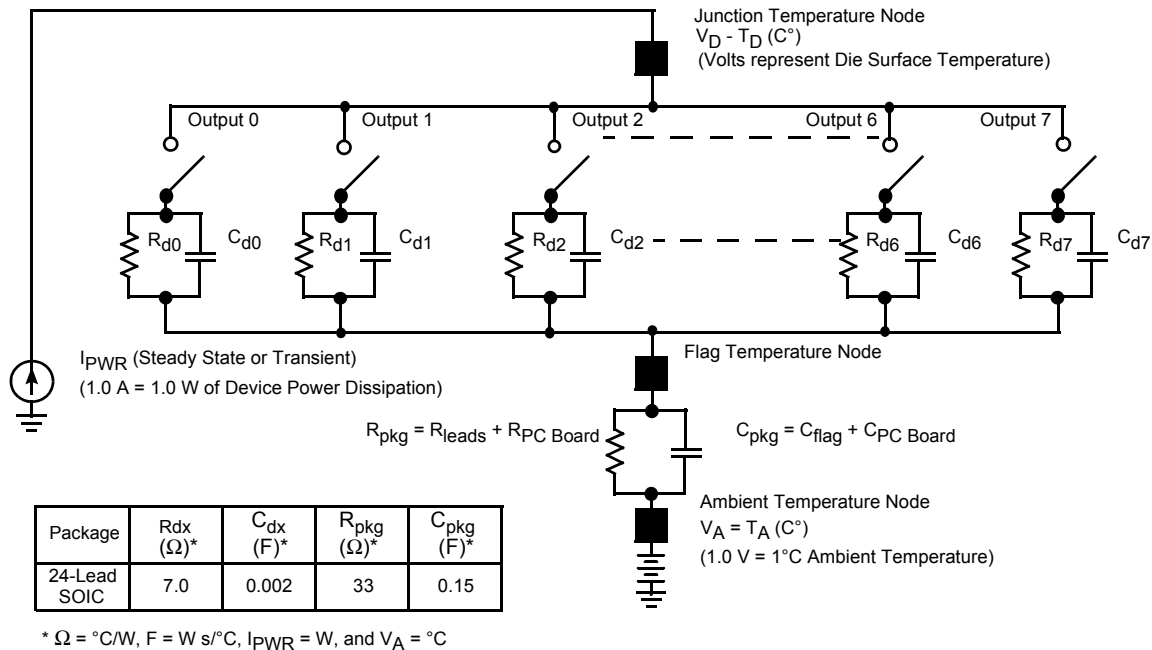 Junction Temperature Node
V_D - T_D (C°)
(Volts represent Die Surface Temperature)
Output 0
Output 1
Output 2
Output 6
Output 7
R_d0
C_d0
R_d1
C_d1
R_d2
C_d2
R_d6
C_d6
R_d7
C_d7
I_PWR (Steady State or Transient)
(1.0 A = 1.0 W of Device Power Dissipation)
Flag Temperature Node
R_pkg = R_leads + R_PC Board
C_pkg = C_flag + C_PC Board
Ambient Temperature Node
V_A = T_A (C°)
(1.0 V = 1°C Ambient Temperature)
Package
Rdx
(Ω)*
C_dx
(F)*
R_pkg
(Ω)*
C_pkg
(F)*
24-Lead
SOIC
7.0
0.002
33
0.15
* Ω = °C/W, F = W s/°C, I_PWR = W, and V_A = °C